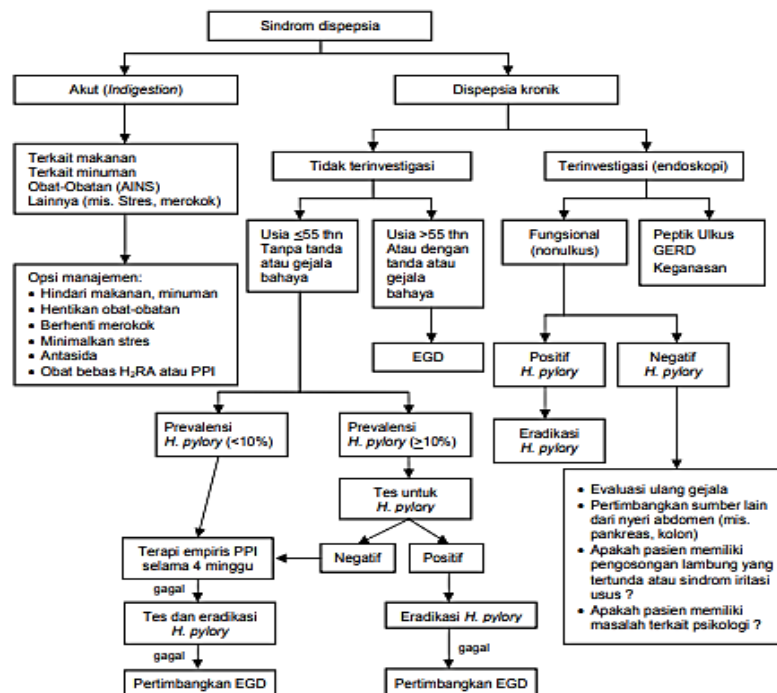 Sindrom dispepsia
Akut (Indigestion)
Dispepsia kronik
Terkait makanan
Terkait minuman
Obat-Obatan (AINS)
Lainnya (mis. Stres, merokok)
Tidak terinvestigasi
Terinvestigasi (endoskopi)
Usia ≤55 thn
Tanpa tanda
atau gejala
bahaya
Usia >55 thn
Atau dengan
tanda atau
gejala
bahaya
Fungsional
(nonulkus)
Peptik Ulkus
GERD
Keganasan
Opsi manajemen:
• Hindari makanan, minuman
• Hentikan obat-obatan
• Berhenti merokok
• Minimalkan stres
• Antasida
• Obat bebas H₂RA atau PPI
EGD
Positif
H. pylory
Negatif
H. pylory
Prevalensi
H. pylory (<10%)
Prevalensi
H. pylory (≥10%)
Eradikasi
H. pylory
Tes untuk
H. pylory
• Evaluasi ulang gejala
• Pertimbangkan sumber lain
dari nyeri abdomen (mis.
pankreas, kolon)
• Apakah pasien memiliki
pengosongan lambung yang
tertunda atau sindrom iritasi
usus ?
• Apakah pasien memiliki
masalah terkait psikologi ?
Terapi empiris PPI
selama 4 minggu
Negatif
Positif
gagal
Tes dan eradikasi
H. pylory
Eradikasi H. pylory
gagal
gagal
Pertimbangkan EGD
Pertimbangkan EGD